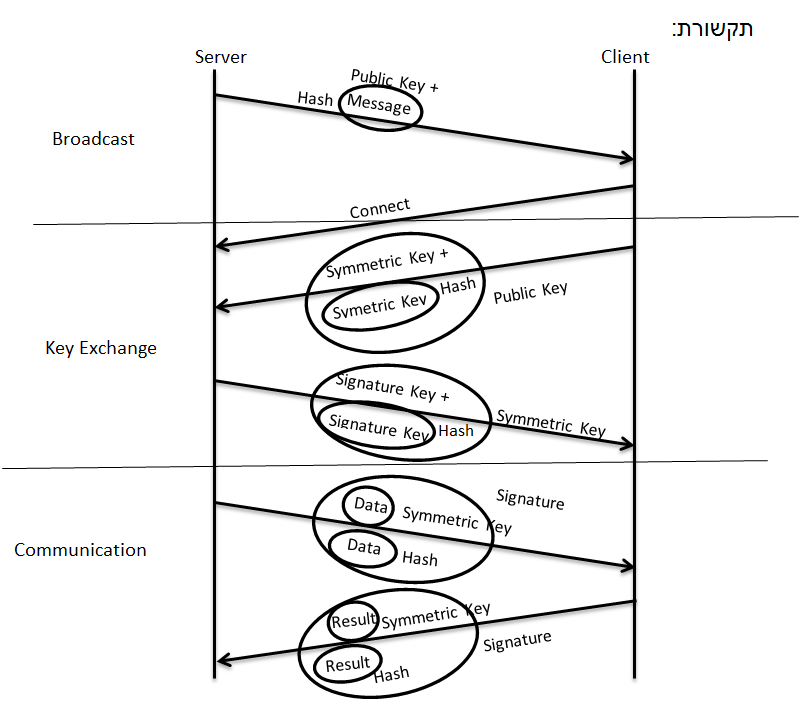 תקשורת:
Server
Client
Public Key +
Hash Message
Broadcast
Connect
Symmetric Key +
Symetric Key Hash
Public Key
Key Exchange
Signature Key +
Signature Key Hash
Symmetric Key
Signature
Data Symmetric Key
Data Hash
Communication
Result Symmetric Key
Signature
Result Hash